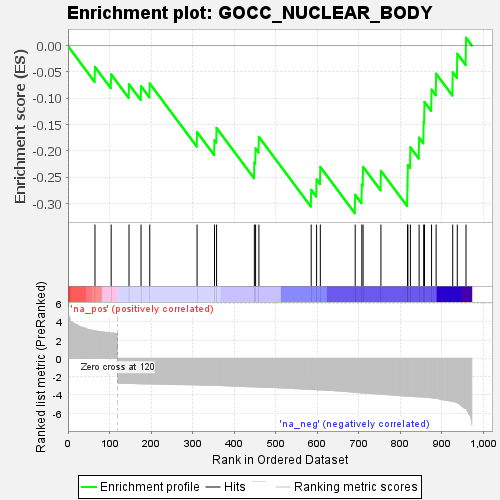 Enrichment plot: GOCC_NUCLEAR_BODY
Enrichment score (ES)
0.00
-0.05
-0.10
-0.15
-0.20
-0.25
-0.30
'na_pos' (positively correlated)
Zero cross at 120
'na_neg' (negatively correlated)
Ranked list metric (PreRanked)
6
4
2
0
-2
-4
-6
0 100 200 300 400 500 600 700 800 900 1,000
Rank in Ordered Dataset
Enrichment profile Hits Ranking metric scores